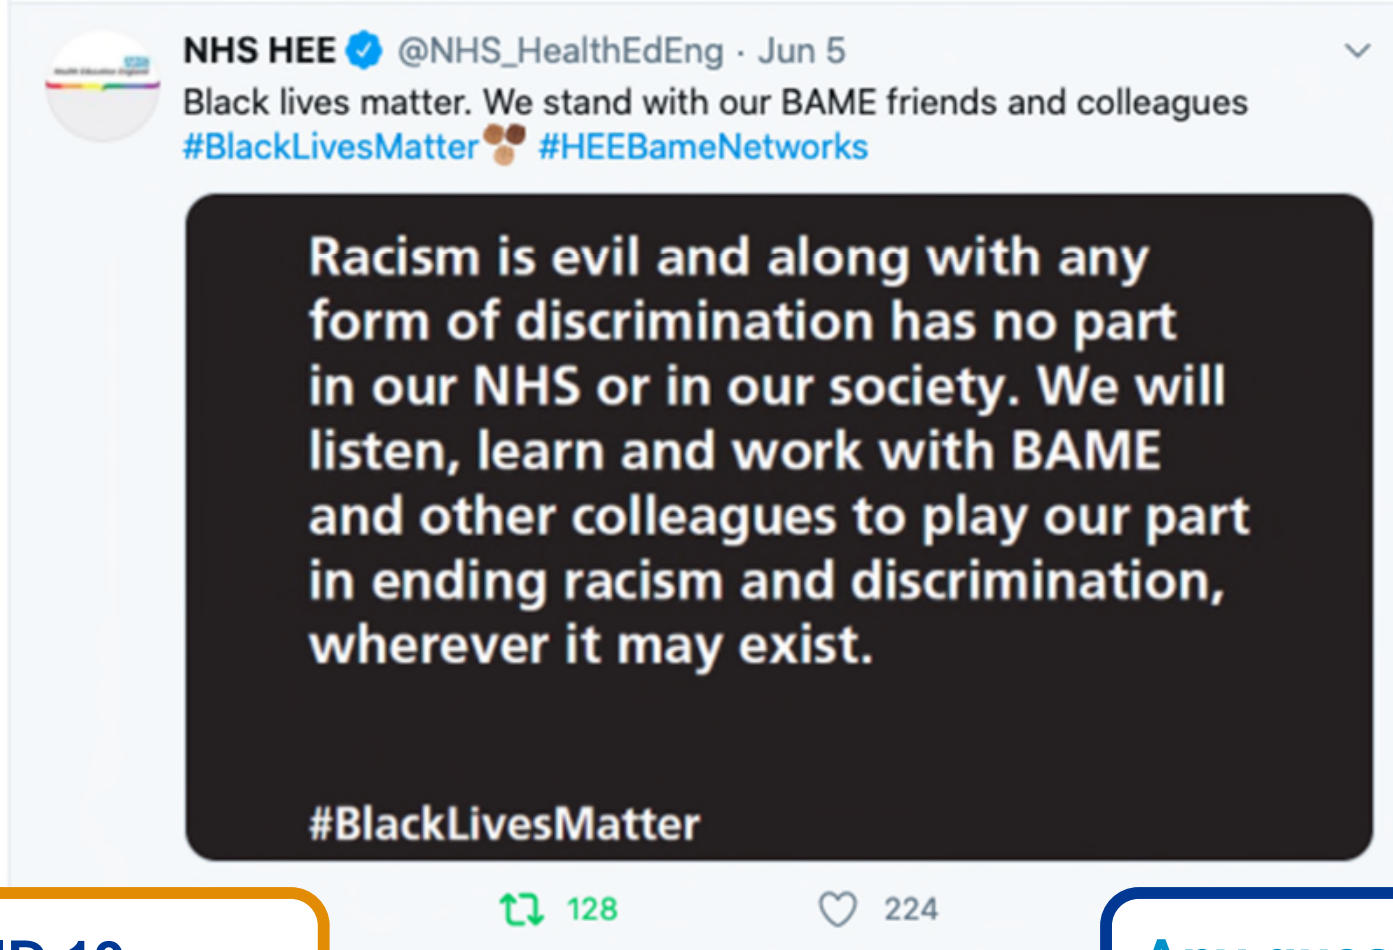 NHS HEE @NHS_HealthEdEng · Jun 5
Black lives matter. We stand with our BAME friends and colleagues
#BlackLivesMatter #HEEBameNetworks
Health Education England
Racism is evil and along with any
form of discrimination has no part
in our NHS or in our society. We will
listen, learn and work with BAME
and other colleagues to play our part
in ending racism and discrimination,
wherever it may exist.
#BlackLivesMatter
128 224